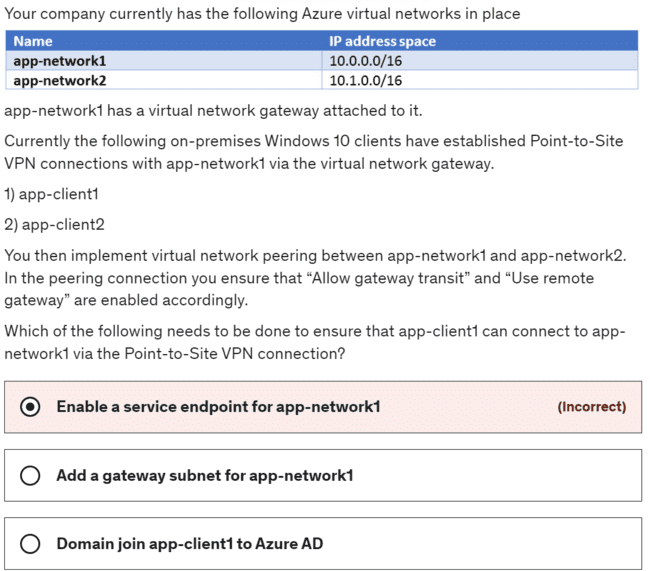 Your company currently has the following Azure virtual networks in place
Name IP address space
app-network1 10.0.0.0/16
app-network2 10.1.0.0/16
app-network1 has a virtual network gateway attached to it.
Currently the following on-premises Windows 10 clients have established Point-to-Site
VPN connections with app-network1 via the virtual network gateway.
1) app-client1
2) app-client2
You then implement virtual network peering between app-network1 and app-network2.
In the peering connection you ensure that “Allow gateway transit” and “Use remote
gateway” are enabled accordingly.
Which of the following needs to be done to ensure that app-client1 can connect to app-
network1 via the Point-to-Site VPN connection?
Enable a service endpoint for app-network1 (Incorrect)
Add a gateway subnet for app-network1
Domain join app-client1 to Azure AD